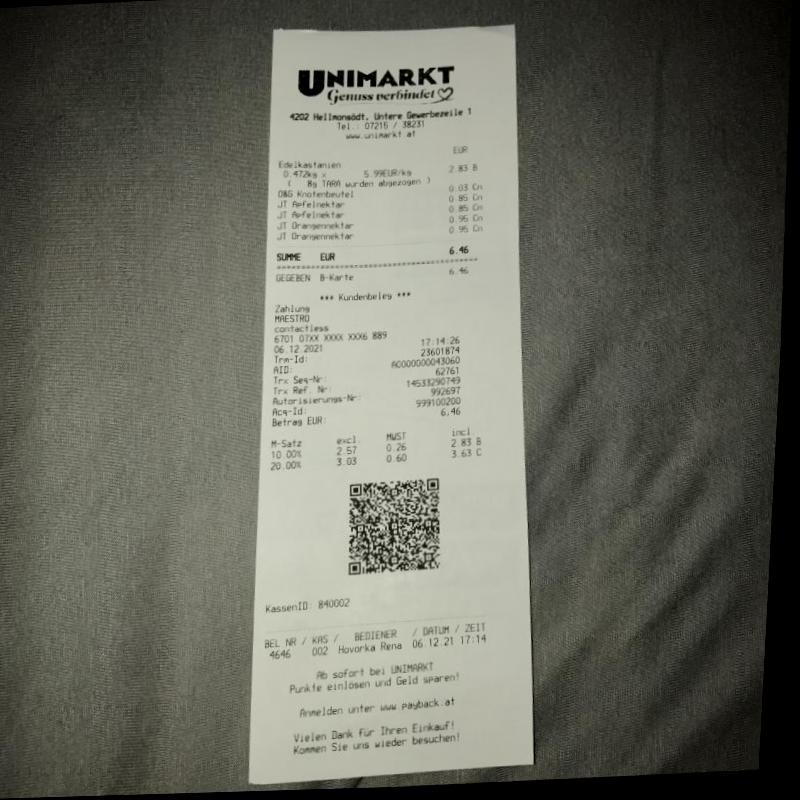 UNIMARKT
Genuss verbindet
4202 Hellmonsödt, Untere Gewerbezeile 1
Tel.: 07215 / 38231
www.unimarkt.at
EUR
Edelkastanien
0.472kg x 5.99EUR/kg 2.83 B
( 8g TARA wurden abgezogen )
O&G Knotenbeutel 0.03 Cn
JT Apfelnektar 0.85 Cn
JT Apfelnektar 0.85 Cn
JT Orangennektar 0.95 Cn
JT Orangennektar 0.95 Cn
SUMME EUR 6.46
GEGEBEN B-Karte 6.46
*** Kundenbeleg ***
Zahlung
MAESTRO
contactless
6701 07XX XXXX XXX6 889
06.12.2021 17:14:26
Trm-Id: 23601874
AID: A0000000043060
Trx Seq-Nr: 62761
Trx Ref. Nr: 14533290749
Autorisierungs-Nr: 992697
Acq-Id: 999100200
Betrag EUR: 6.46
M-Satz excl. MWST incl.
10.00% 2.57 0.26 2.83 B
20.00% 3.03 0.60 3.63 C
KassenID: 840002
BEL NR / KAS / BEDIENER / DATUM / ZEIT
4646 002 Hovorka Rena 06.12.21 17:14
Ab sofort bei UNIMARKT
Punkte einlösen und Geld sparen!
Anmelden unter www.payback.at
Vielen Dank für Ihren Einkauf!
Kommen Sie uns wieder besuchen!